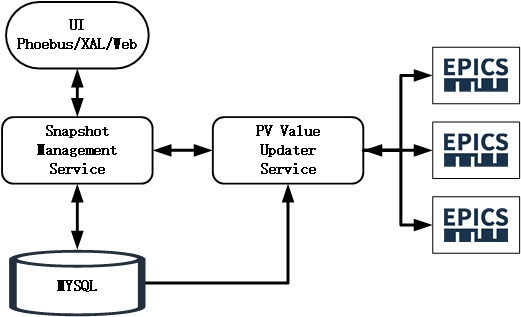 UI
Phoebus/XAL/Web
Snapshot
Management
Service
PV Value
Updater
Service
EPICS
EPICS
EPICS
MYSQL